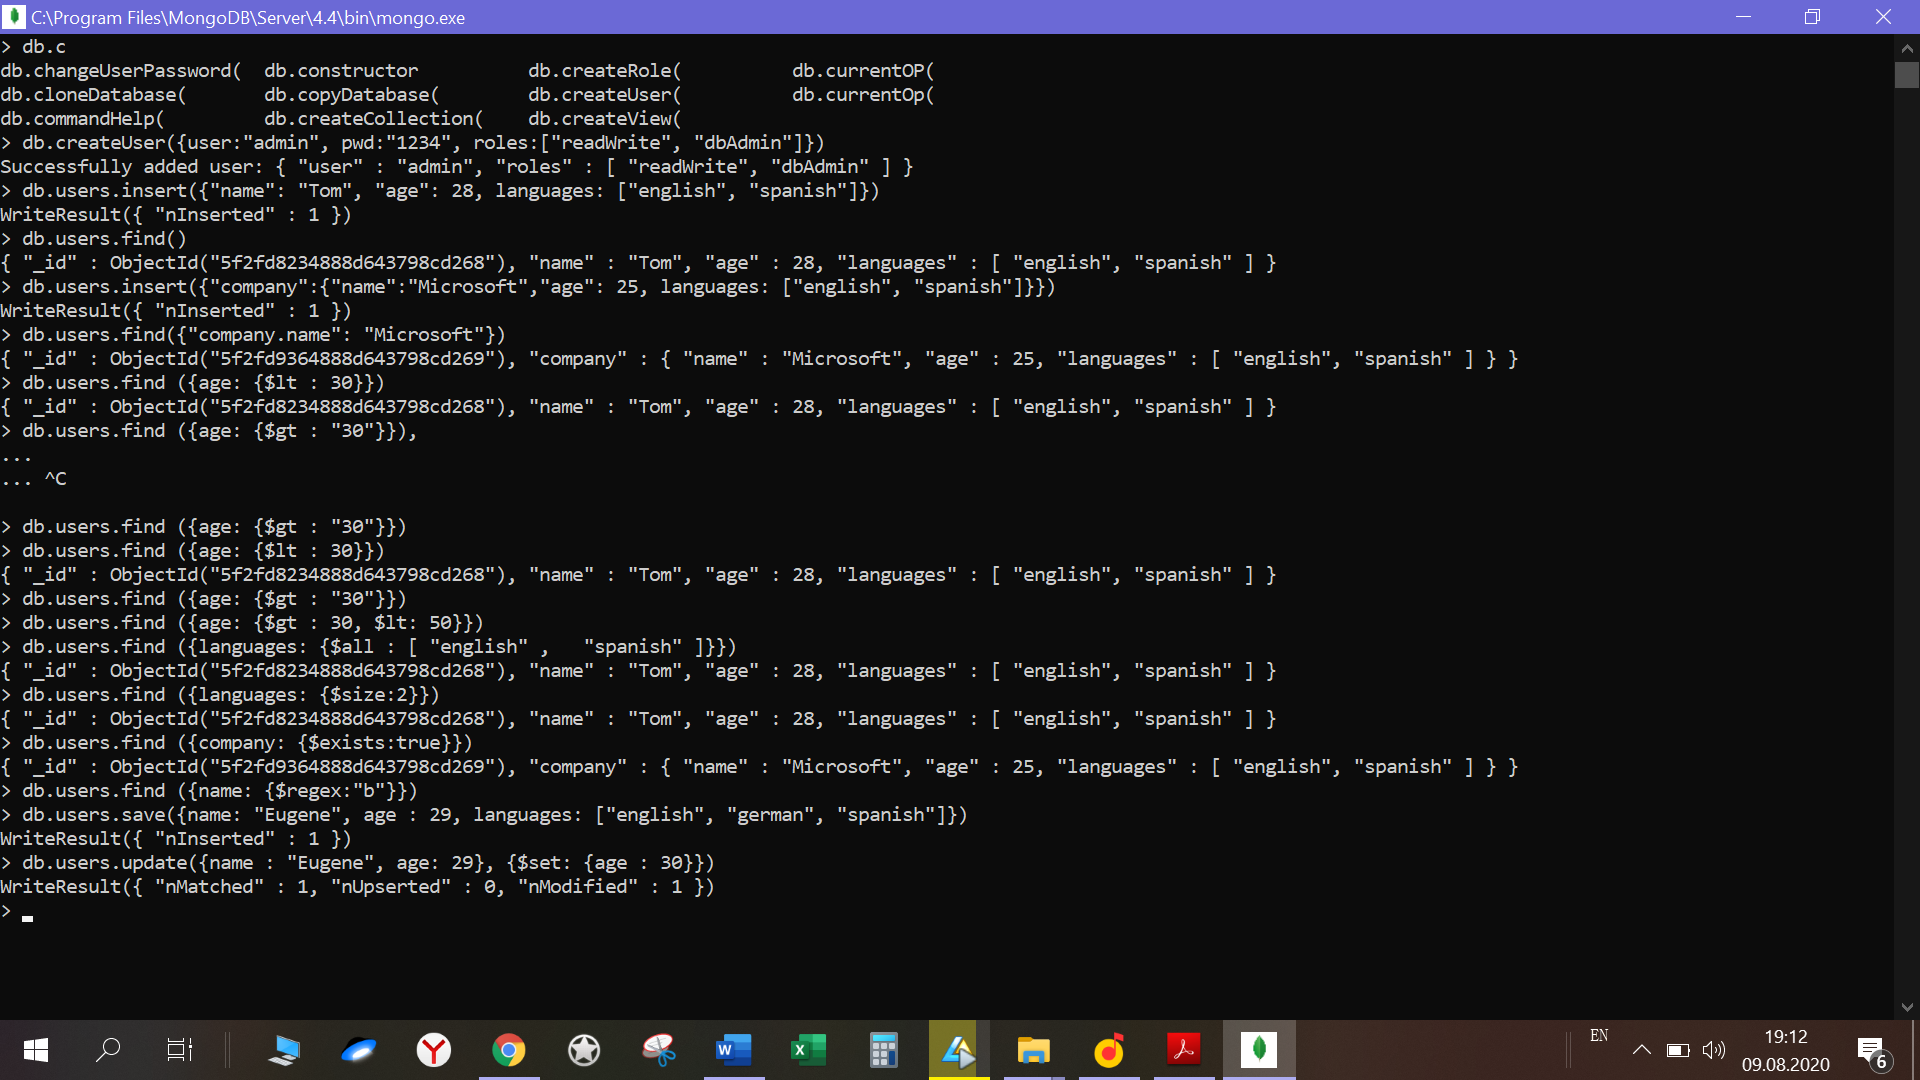 C:\Program Files\MongoDB\Server\4.4\bin\mongo.exe
> db.c
db.changeUserPassword(  db.constructor          db.createRole(          db.currentOP(
db.cloneDatabase(       db.copyDatabase(        db.createUser(          db.currentOp(
db.commandHelp(         db.createCollection(    db.createView(
> db.createUser({user:"admin", pwd:"1234", roles:["readWrite", "dbAdmin"]})
Successfully added user: { "user" : "admin", "roles" : [ "readWrite", "dbAdmin" ] }
> db.users.insert({"name": "Tom", "age": 28, languages: ["english", "spanish"]})
WriteResult({ "nInserted" : 1 })
> db.users.find()
{ "_id" : ObjectId("5f2fd8234888d643798cd268"), "name" : "Tom", "age" : 28, "languages" : [ "english", "spanish" ] }
> db.users.insert({"company":{"name":"Microsoft","age": 25, languages: ["english", "spanish"]}})
WriteResult({ "nInserted" : 1 })
> db.users.find({"company.name": "Microsoft"})
{ "_id" : ObjectId("5f2fd9364888d643798cd269"), "company" : { "name" : "Microsoft", "age" : 25, "languages" : [ "english", "spanish" ] } }
> db.users.find ({age: {$lt : 30}})
{ "_id" : ObjectId("5f2fd8234888d643798cd268"), "name" : "Tom", "age" : 28, "languages" : [ "english", "spanish" ] }
> db.users.find ({age: {$gt : "30"}}),
...
... ^C
> db.users.find ({age: {$gt : "30"}})
> db.users.find ({age: {$lt : 30}})
{ "_id" : ObjectId("5f2fd8234888d643798cd268"), "name" : "Tom", "age" : 28, "languages" : [ "english", "spanish" ] }
> db.users.find ({age: {$gt : "30"}})
> db.users.find ({age: {$gt : 30, $lt: 50}})
> db.users.find ({languages: {$all : [ "english" ,   "spanish" ]}})
{ "_id" : ObjectId("5f2fd8234888d643798cd268"), "name" : "Tom", "age" : 28, "languages" : [ "english", "spanish" ] }
> db.users.find ({languages: {$size:2}})
{ "_id" : ObjectId("5f2fd8234888d643798cd268"), "name" : "Tom", "age" : 28, "languages" : [ "english", "spanish" ] }
> db.users.find ({company: {$exists:true}})
{ "_id" : ObjectId("5f2fd9364888d643798cd269"), "company" : { "name" : "Microsoft", "age" : 25, "languages" : [ "english", "spanish" ] } }
> db.users.find ({name: {$regex:"b"}})
> db.users.save({name: "Eugene", age : 29, languages: ["english", "german", "spanish"]})
WriteResult({ "nInserted" : 1 })
> db.users.update({name : "Eugene", age: 29}, {$set: {age : 30}})
WriteResult({ "nMatched" : 1, "nUpserted" : 0, "nModified" : 1 })
>
EN
19:12
09.08.2020
6